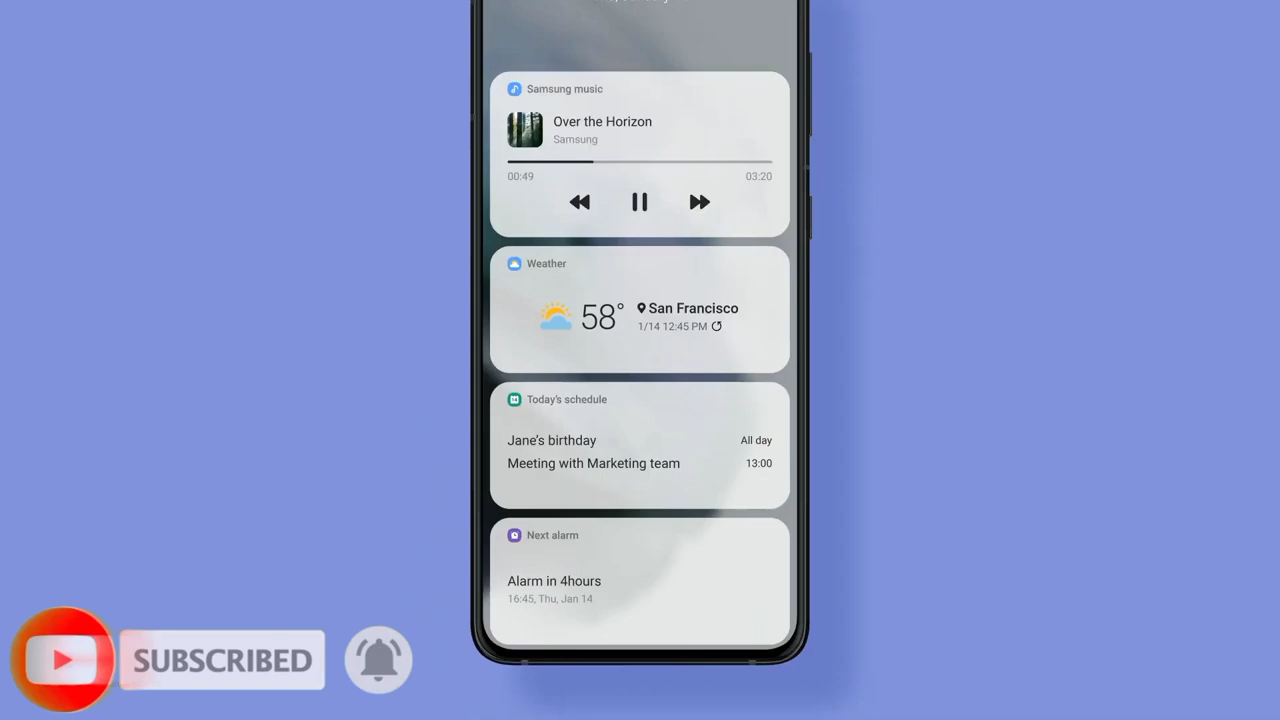 Samsung music
Over the Horizon
Samsung
00:49 03:20
Weather
58° San Francisco
1/14 12:45 PM
Today's schedule
Jane's birthday All day
Meeting with Marketing team 13:00
Next alarm
Alarm in 4hours
16:45, Thu, Jan 14
SUBSCRIBED